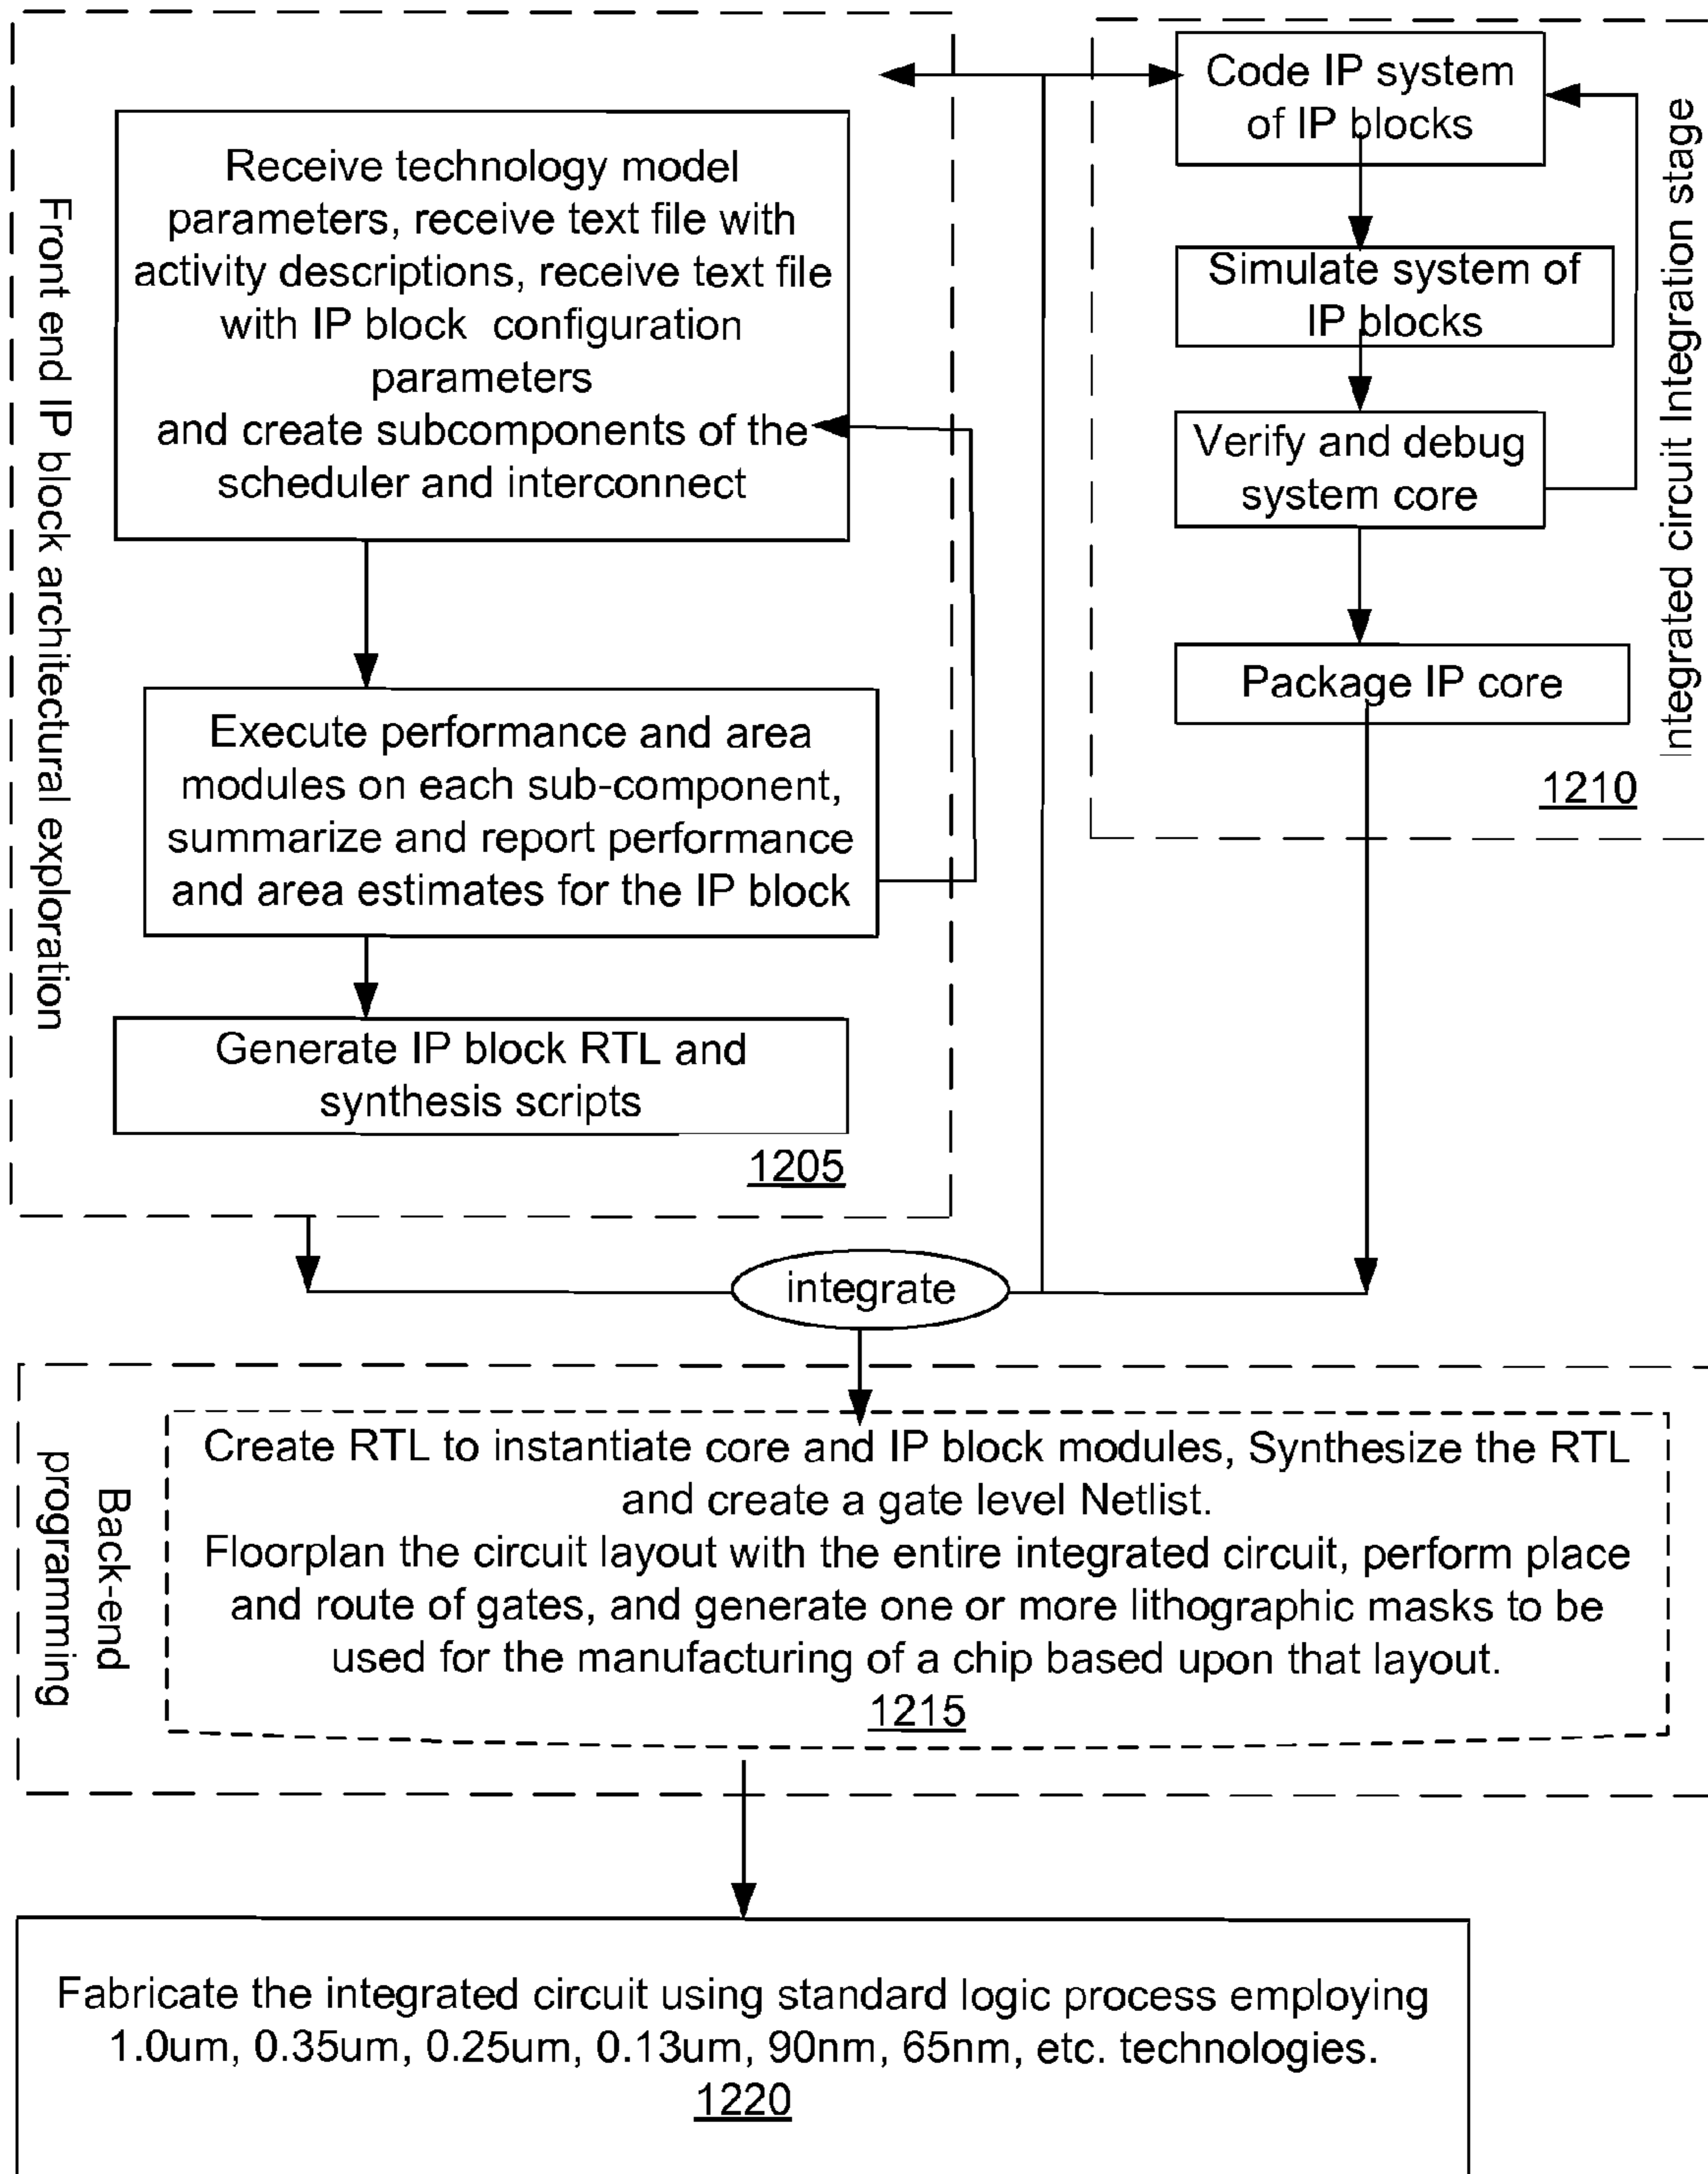 Front end IP block architectural exploration
Receive technology model
parameters, receive text file with
activity descriptions, receive text file
with IP block configuration
parameters
and create subcomponents of the
scheduler and interconnect
Execute performance and area
modules on each sub-component,
summarize and report performance
and area estimates for the IP block
Generate IP block RTL and
synthesis scripts
1205
Code IP system
of IP blocks
Simulate system of
IP blocks
Verify and debug
system core
Package IP core
1210
Integrated circuit Integration stage
integrate
Back-end
programming
Create RTL to instantiate core and IP block modules, Synthesize the RTL
and create a gate level Netlist.
Floorplan the circuit layout with the entire integrated circuit, perform place
and route of gates, and generate one or more lithographic masks to be
used for the manufacturing of a chip based upon that layout.
1215
Fabricate the integrated circuit using standard logic process employing
1.0um, 0.35um, 0.25um, 0.13um, 90nm, 65nm, etc. technologies.
1220